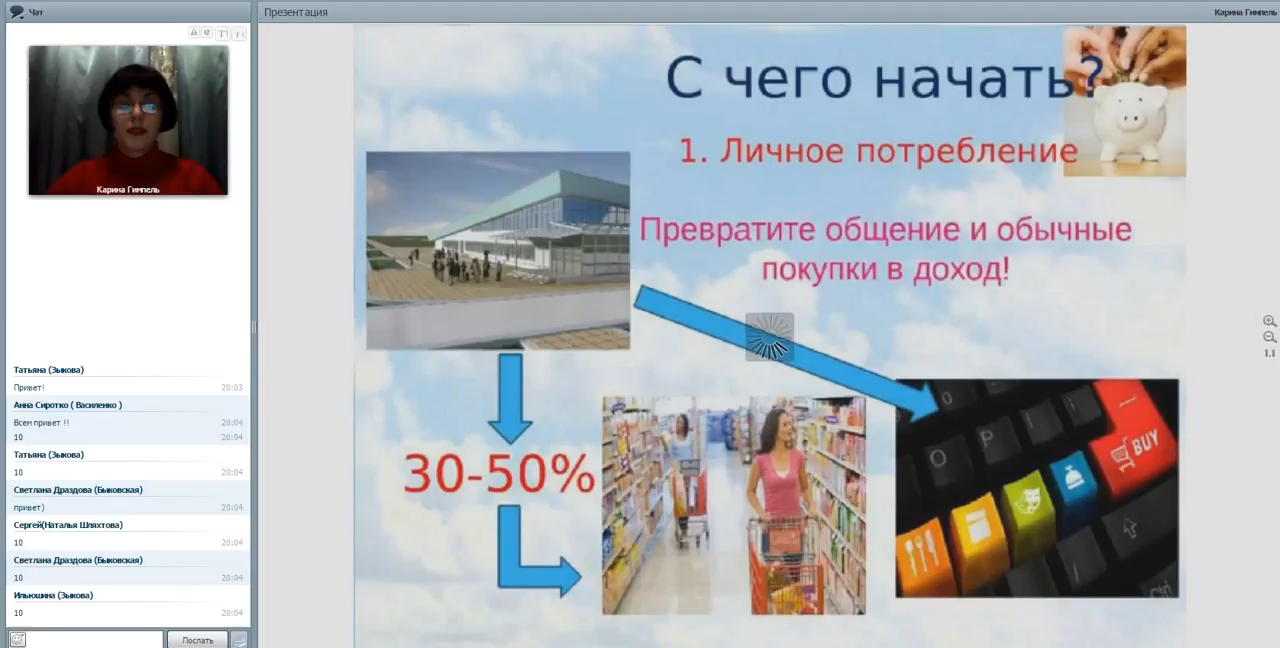 Чат
Презентация
Карина Гимпель
Карина Гимпель
Татьяна (Зыкова)
Привет!
20:03
Анна Сиротко ( Василенко )
Всем привет !!
20:04
10
20:04
Татьяна (Зыкова)
10
20:04
Светлана Драздова (Быковская)
привет)
20:04
Сергей(Наталья Шляхтова)
10
20:04
Светлана Драздова (Быковская)
10
20:04
Ильюшина (Зыкова)
10
20:04
Послать
С чего начать?
1. Личное потребление
Превратите общение и обычные
покупки в доход!
30-50%
O
P
BUY
Ctrl
1.1